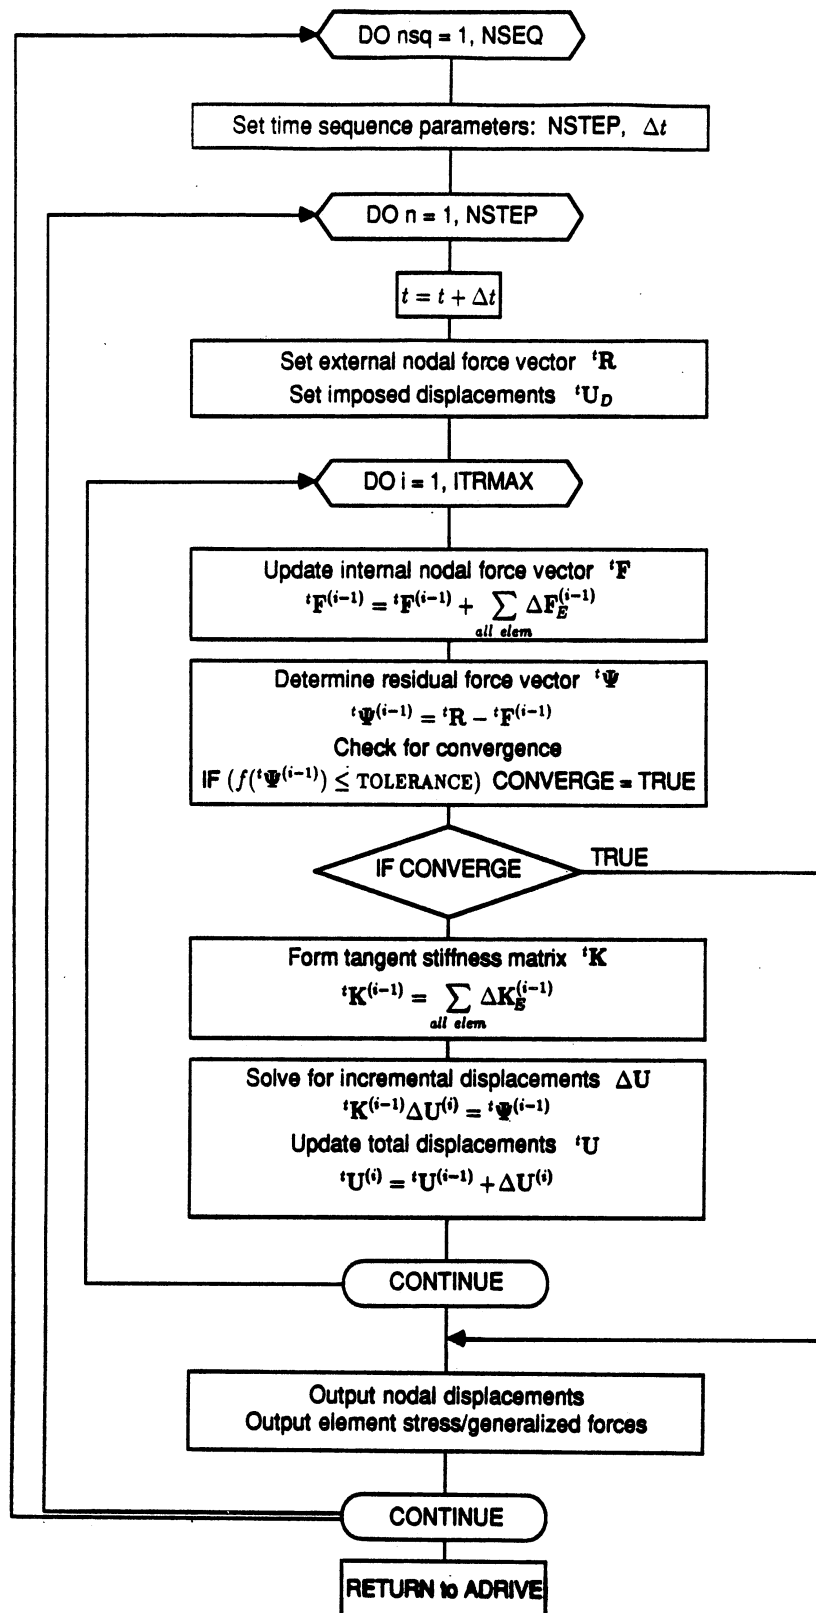 DO nsq = 1, NSEQ
Set time sequence parameters: NSTEP, Δt
DO n = 1, NSTEP
t = t + Δt
Set external nodal force vector ᵗR
Set imposed displacements ᵗU_D
DO i = 1, ITRMAX
Update internal nodal force vector ᵗF
ᵗF^(i−1) = ᵗF^(i−1) + ∑ ΔF_E^(i−1)
all elem
Determine residual force vector ᵗΨ
ᵗΨ^(i−1) = ᵗR − ᵗF^(i−1)
Check for convergence
IF (f(ᵗΨ^(i−1)) ≤ TOLERANCE) CONVERGE = TRUE
IF CONVERGE TRUE
Form tangent stiffness matrix ᵗK
ᵗK^(i−1) = ∑ ΔK_E^(i−1)
all elem
Solve for incremental displacements ΔU
ᵗK^(i−1)ΔU^(i) = ᵗΨ^(i−1)
Update total displacements ᵗU
ᵗU^(i) = ᵗU^(i−1) + ΔU^(i)
CONTINUE
Output nodal displacements
Output element stress/generalized forces
CONTINUE
RETURN to ADRIVE